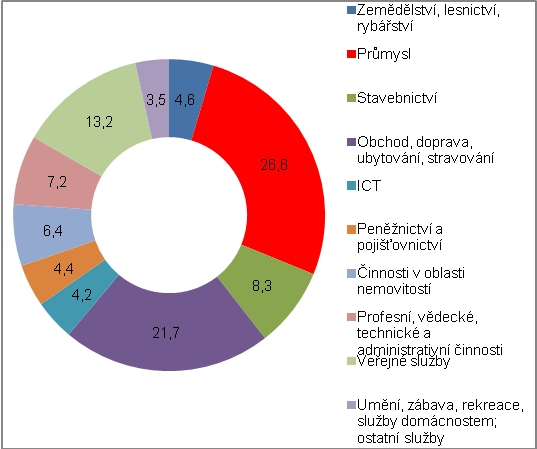 Zemědělství, lesnictví,
rybářství
Průmysl
Stavebnictví
Obchod, doprava,
ubytování, stravování
ICT
Peněžnictví a
pojišťovnictví
Činnosti v oblasti
nemovitostí
Profesní, vědecké,
technické a
administrativní činnosti
Veřejné služby
Umění, zábava, rekreace,
služby domácnostem;
ostatní služby
4,6
26,6
8,3
21,7
4,2
4,4
6,4
7,2
13,2
3,5